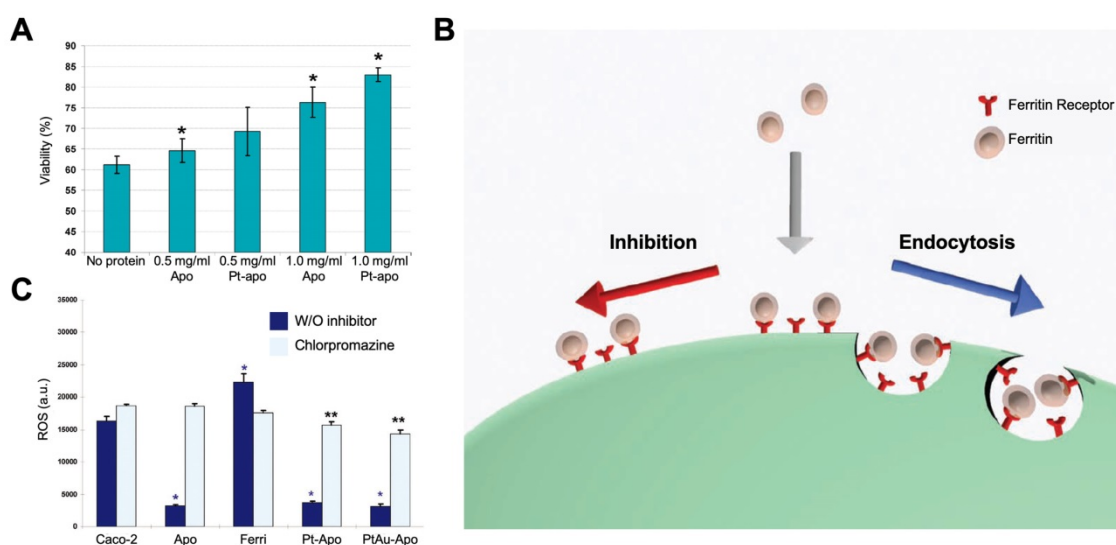 A
Viability (%)
90
85
80
75
70
65
60
55
50
45
40
*
*
*
No protein
0.5 mg/ml
Apo
0.5 mg/ml
Pt-apo
1.0 mg/ml
Apo
1.0 mg/ml
Pt-apo
B
Ferritin Receptor
Ferritin
Inhibition
Endocytosis
C
ROS (a.u.)
35000
30000
25000
20000
15000
10000
5000
0
W/O inhibitor
Chlorpromazine
*
*
*
**
*
**
Caco-2
Apo
Ferri
Pt-Apo
PtAu-Apo